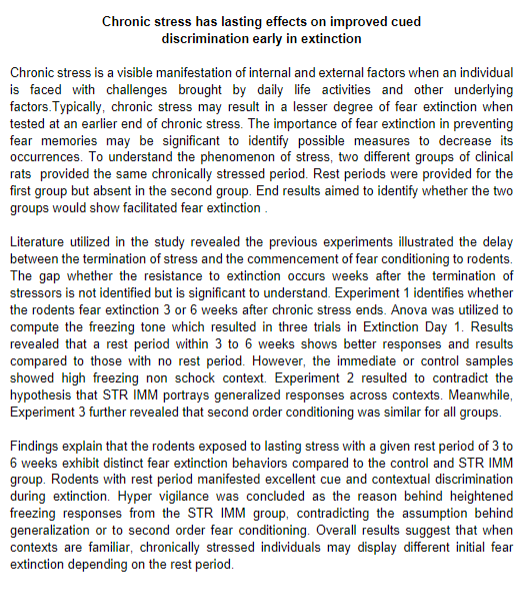 Chronic stress has lasting effects on improved cued
discrimination early in extinction
Chronic stress is a visible manifestation of internal and external factors when an individual
is faced with challenges brought by daily life activities and other underlying
factors.Typically, chronic stress may result in a lesser degree of fear extinction when
tested at an earlier end of chronic stress. The importance of fear extinction in preventing
fear memories may be significant to identify possible measures to decrease its
occurrences. To understand the phenomenon of stress, two different groups of clinical
rats provided the same chronically stressed period. Rest periods were provided for the
first group but absent in the second group. End results aimed to identify whether the two
groups would show facilitated fear extinction .
Literature utilized in the study revealed the previous experiments illustrated the delay
between the termination of stress and the commencement of fear conditioning to rodents.
The gap whether the resistance to extinction occurs weeks after the termination of
stressors is not identified but is significant to understand. Experiment 1 identifies whether
the rodents fear extinction 3 or 6 weeks after chronic stress ends. Anova was utilized to
compute the freezing tone which resulted in three trials in Extinction Day 1. Results
revealed that a rest period within 3 to 6 weeks shows better responses and results
compared to those with no rest period. However, the immediate or control samples
showed high freezing non schock context. Experiment 2 resulted to contradict the
hypothesis that STR IMM portrays generalized responses across contexts. Meanwhile,
Experiment 3 further revealed that second order conditioning was similar for all groups.
Findings explain that the rodents exposed to lasting stress with a given rest period of 3 to
6 weeks exhibit distinct fear extinction behaviors compared to the control and STR IMM
group. Rodents with rest period manifested excellent cue and contextual discrimination
during extinction. Hyper vigilance was concluded as the reason behind heightened
freezing responses from the STR IMM group, contradicting the assumption behind
generalization or to second order fear conditioning. Overall results suggest that when
contexts are familiar, chronically stressed individuals may display different initial fear
extinction depending on the rest period.